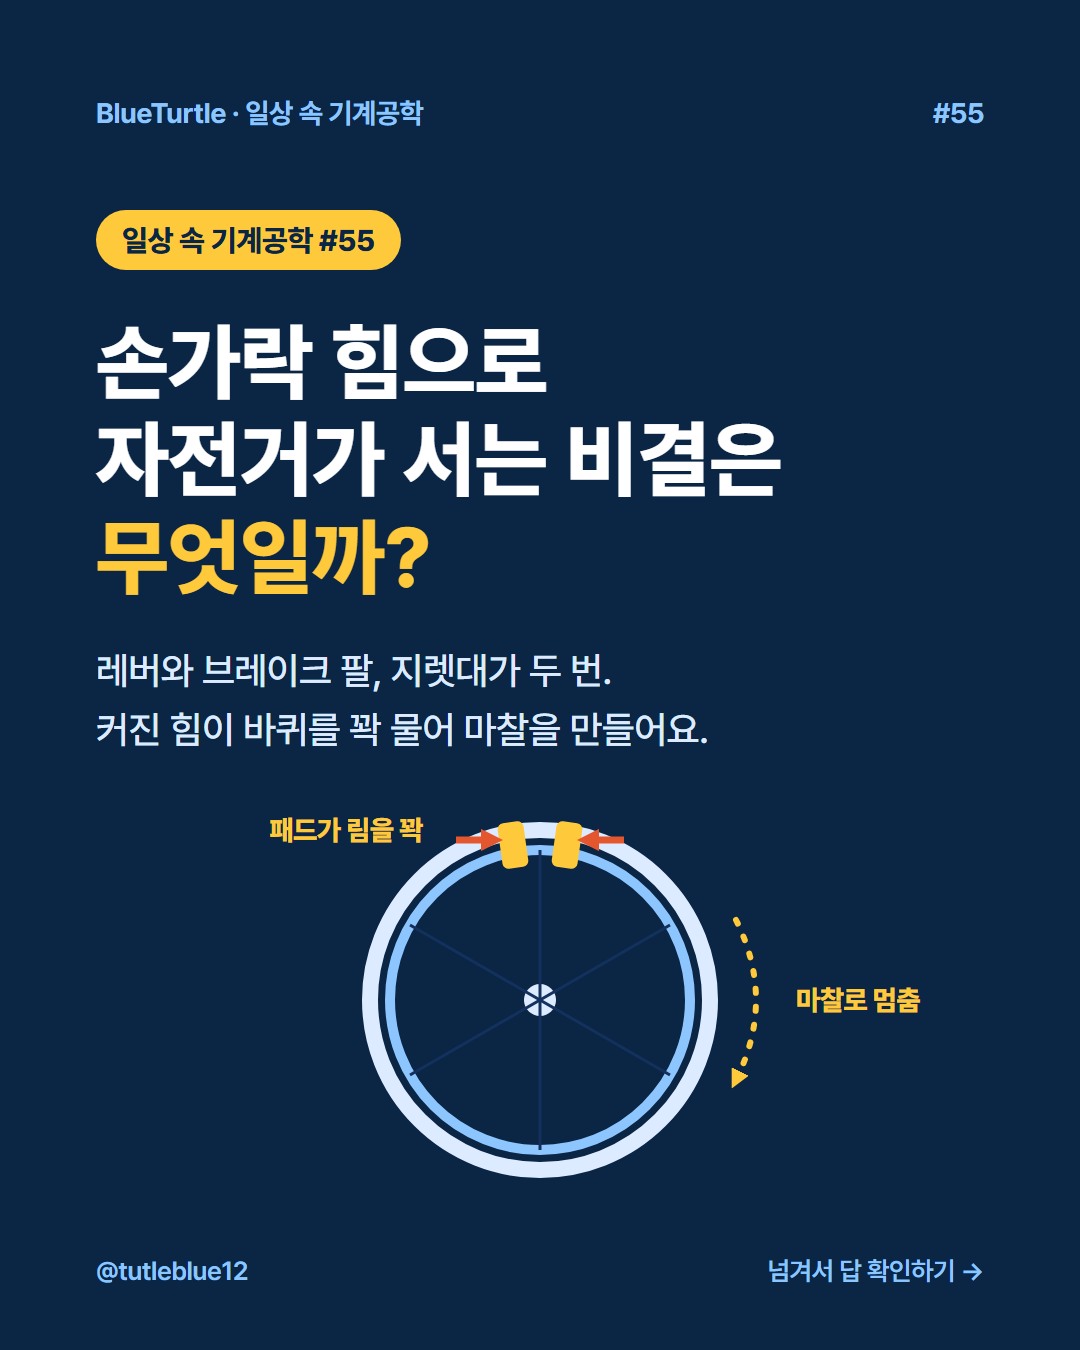 BlueTurtle · 일상 속 기계공학
#55
일상 속 기계공학 #55
손가락 힘으로
자전거가 서는 비결은
무엇일까?
레버와 브레이크 팔, 지렛대가 두 번.
커진 힘이 바퀴를 꽉 물어 마찰을 만들어요.
패드가 림을 꽉
마찰로 멈춤
@tutleblue12
넘겨서 답 확인하기 →